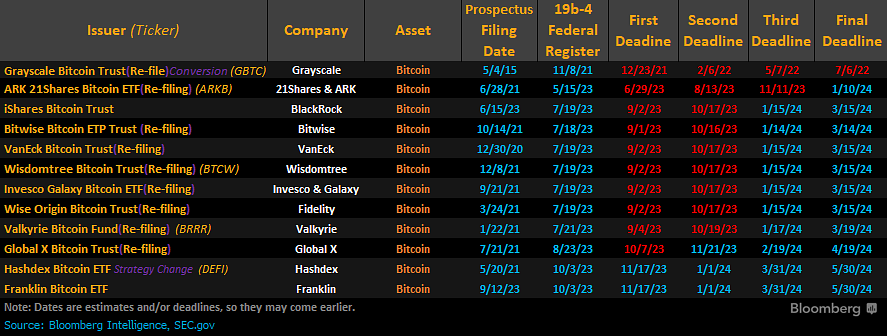 Issuer (Ticker) Company Asset Prospectus Filing Date 19b-4 Federal Register First Deadline Second Deadline Third Deadline Final Deadline
Grayscale Bitcoin Trust(Re-file)Conversion (GBTC) Grayscale Bitcoin 5/4/15 11/8/21 12/23/21 2/6/22 5/7/22 7/6/22
ARK 21Shares Bitcoin ETF(Re-filing) (ARKB) 21Shares & ARK Bitcoin 6/28/21 5/15/23 6/29/23 8/13/23 11/11/23 1/10/24
iShares Bitcoin Trust BlackRock Bitcoin 6/15/23 7/19/23 9/2/23 10/17/23 1/15/24 3/15/24
Bitwise Bitcoin ETP Trust (Re-filing) Bitwise Bitcoin 10/14/21 7/18/23 9/1/23 10/16/23 1/14/24 3/14/24
VanEck Bitcoin Trust(Re-filing) VanEck Bitcoin 12/30/20 7/19/23 9/2/23 10/17/23 1/15/24 3/15/24
Wisdomtree Bitcoin Trust(Re-filing) (BTCW) Wisdomtree Bitcoin 12/8/21 7/19/23 9/2/23 10/17/23 1/15/24 3/15/24
Invesco Galaxy Bitcoin ETF(Re-filing) Invesco & Galaxy Bitcoin 9/21/21 7/19/23 9/2/23 10/17/23 1/15/24 3/15/24
Wise Origin Bitcoin Trust(Re-filing) Fidelity Bitcoin 3/24/21 7/19/23 9/2/23 10/17/23 1/15/24 3/15/24
Valkyrie Bitcoin Fund(Re-filing) (BRRR) Valkyrie Bitcoin 1/22/21 7/21/23 9/4/23 10/19/23 1/17/24 3/19/24
Global X Bitcoin Trust(Re-filing) Global X Bitcoin 7/21/21 8/23/23 10/7/23 11/21/23 2/19/24 4/19/24
Hashdex Bitcoin ETF Strategy Change (DEFI) Hashdex Bitcoin 5/20/21 10/3/23 11/17/23 1/1/24 3/31/24 5/30/24
Franklin Bitcoin ETF Franklin Bitcoin 9/12/23 10/3/23 11/17/23 1/1/24 3/31/24 5/30/24
Note: Dates are estimates and/or deadlines, so they may come earlier.
Bloomberg
Source: Bloomberg Intelligence, SEC.gov